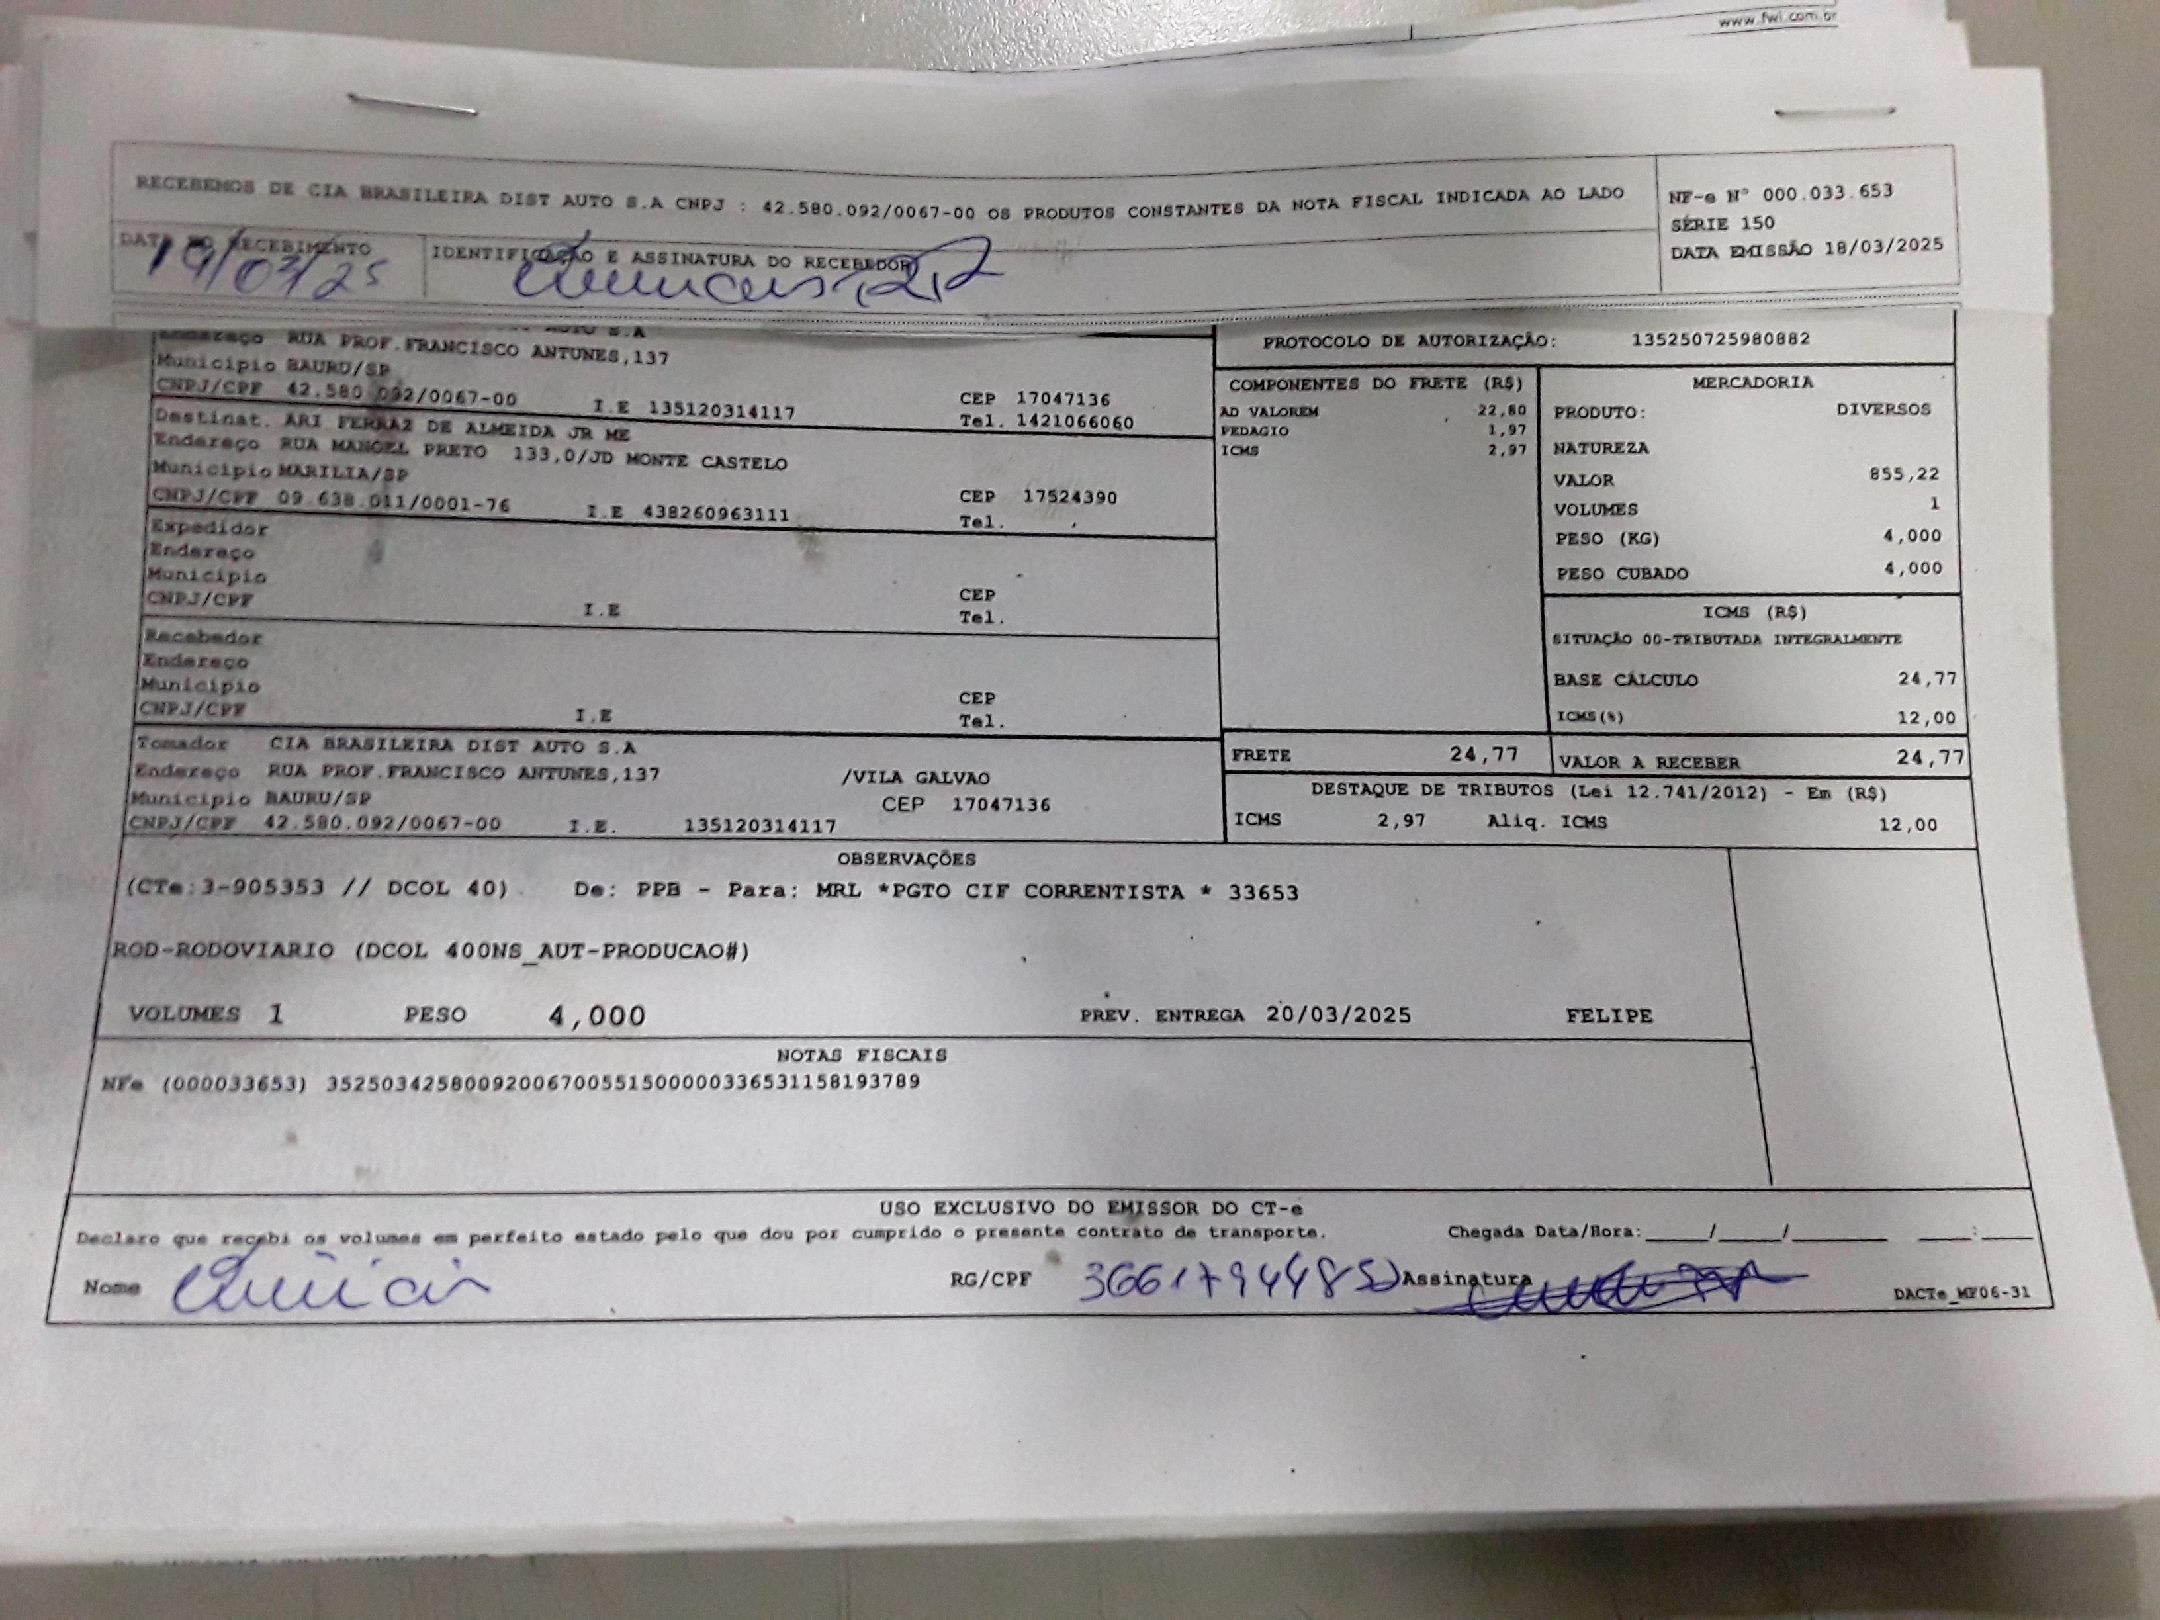 www.fwl.com.br
RECEBEMOS DE CIA BRASILEIRA DIST AUTO S.A CNPJ : 42.580.092/0067-00 OS PRODUTOS CONSTANTES DA NOTA FISCAL INDICADA AO LADO
NF-e N° 000.033.653
SÉRIE 150
DATA EMISSÃO 18/03/2025
DATA DO RECEBIMENTO
19/03/25
IDENTIFICAÇÃO E ASSINATURA DO RECEBEDOR
AUTO S.A
Endereço RUA PROF.FRANCISCO ANTUNES,137
Município BAURU/SP
CEP 17047136
CNPJ/CPF 42.580.092/0067-00 I.E 135120314117 Tel. 1421066060
Destinat. ARI FERRAZ DE ALMEIDA JR ME
Endereço RUA MANOEL PRETO 133,0/JD MONTE CASTELO
Município MARILIA/SP CEP 17524390
CNPJ/CPF 09.638.011/0001-76 I.E 438260963111 Tel.
Expedidor
Endereço
Município CEP
CNPJ/CPF I.E Tel.
Recebedor
Endereço
Município CEP
CNPJ/CPF I.E Tel.
Tomador CIA BRASILEIRA DIST AUTO S.A
Endereço RUA PROF.FRANCISCO ANTUNES,137 /VILA GALVAO
Município BAURU/SP CEP 17047136
CNPJ/CPF 42.580.092/0067-00 I.E. 135120314117
PROTOCOLO DE AUTORIZAÇÃO: 135250725980882
COMPONENTES DO FRETE (R$)
AD VALOREM 22,80
PEDAGIO 1,97
ICMS 2,97
MERCADORIA
PRODUTO: DIVERSOS
NATUREZA
VALOR 855,22
VOLUMES 1
PESO (KG) 4,000
PESO CUBADO 4,000
ICMS (R$)
SITUAÇÃO 00-TRIBUTADA INTEGRALMENTE
BASE CÁLCULO 24,77
ICMS(%) 12,00
FRETE 24,77
VALOR A RECEBER 24,77
DESTAQUE DE TRIBUTOS (Lei 12.741/2012) - Em (R$)
ICMS 2,97 Aliq. ICMS 12,00
OBSERVAÇÕES
(CTe:3-905353 // DCOL 40) De: PPB - Para: MRL *PGTO CIF CORRENTISTA * 33653
ROD-RODOVIARIO (DCOL 400NS_AUT-PRODUCAO#)
VOLUMES 1 PESO 4,000 PREV. ENTREGA 20/03/2025 FELIPE
NOTAS FISCAIS
NFe (000033653) 35250342580092006700551500000336531158193789
USO EXCLUSIVO DO EMISSOR DO CT-e
Declaro que recebi os volumes em perfeito estado pelo que dou por cumprido o presente contrato de transporte. Chegada Data/Hora:_____/_____/________ ____:____
Nome Vinicius RG/CPF Assinatura
DACTe_MF06-31